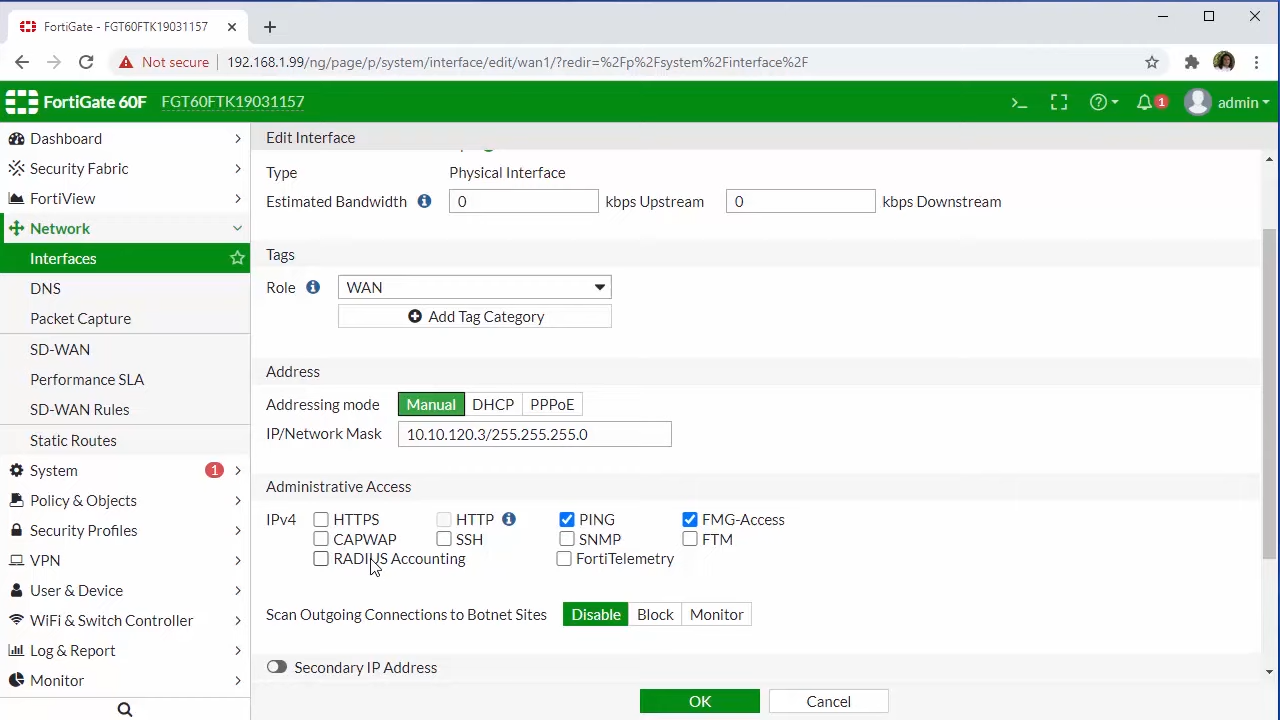 FortiGate - FGT60FTK19031157
Not secure 192.168.1.99/ng/page/p/system/interface/edit/wan1/?redir=%2Fp%2Fsystem%2Finterface%2F
FortiGate 60F FGT60FTK19031157 1 admin
Dashboard
Security Fabric
FortiView
Network
Interfaces
DNS
Packet Capture
SD-WAN
Performance SLA
SD-WAN Rules
Static Routes
System 1
Policy & Objects
Security Profiles
VPN
User & Device
WiFi & Switch Controller
Log & Report
Monitor
Edit Interface
Type Physical Interface
Estimated Bandwidth 0 kbps Upstream 0 kbps Downstream
Tags
Role WAN
Add Tag Category
Address
Addressing mode Manual DHCP PPPoE
IP/Network Mask 10.10.120.3/255.255.255.0
Administrative Access
IPv4 HTTPS HTTP PING FMG-Access
CAPWAP SSH SNMP FTM
RADIUS Accounting FortiTelemetry
Scan Outgoing Connections to Botnet Sites Disable Block Monitor
Secondary IP Address
OK Cancel